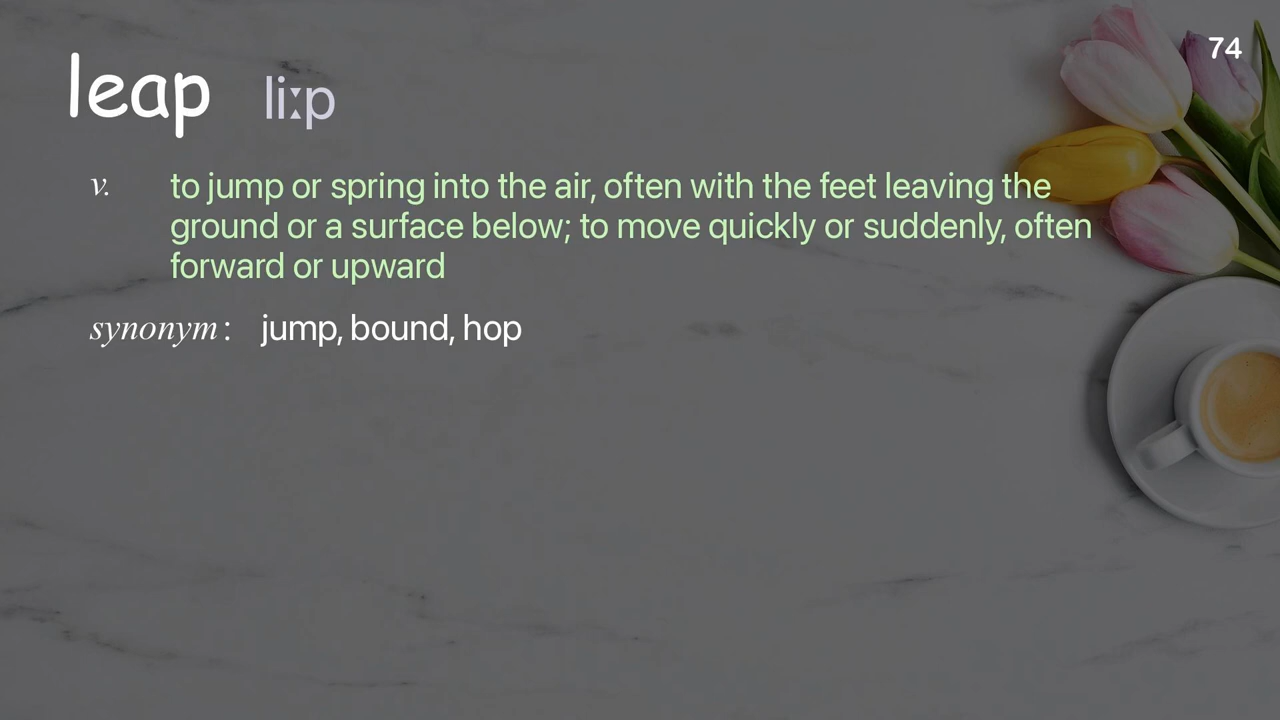 74
leap liːp
v. to jump or spring into the air, often with the feet leaving the
ground or a surface below; to move quickly or suddenly, often
forward or upward
synonym: jump, bound, hop